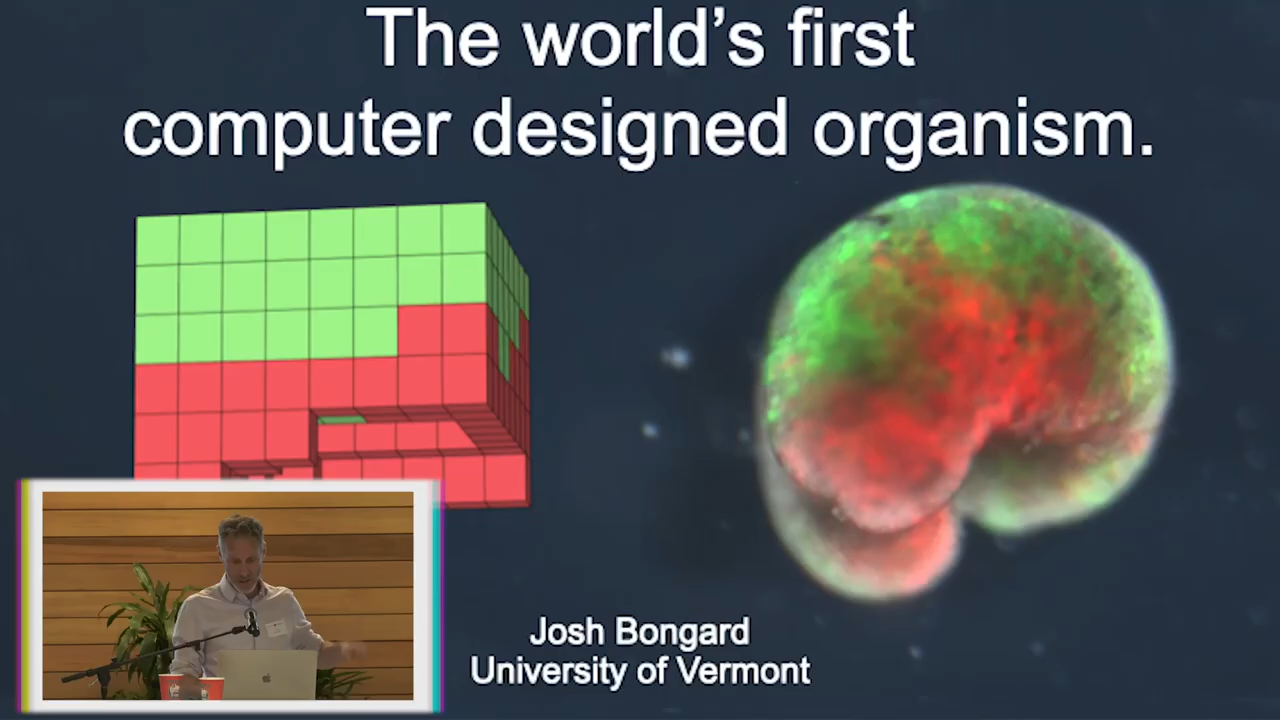 The world’s first
computer designed organism.
Josh Bongard
University of Vermont